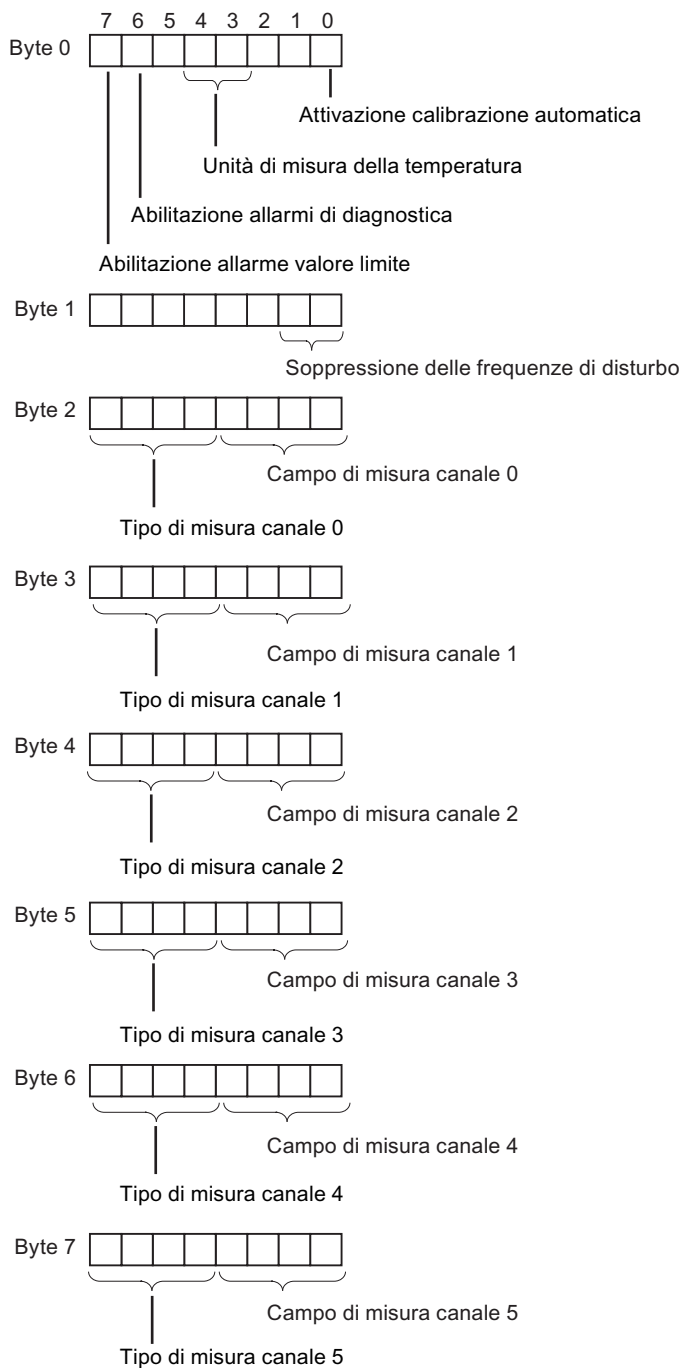 7 6 5 4 3 2 1 0
Byte 0
Attivazione calibrazione automatica
Unità di misura della temperatura
Abilitazione allarmi di diagnostica
Abilitazione allarme valore limite
Byte 1
Soppressione delle frequenze di disturbo
Byte 2
Campo di misura canale 0
Tipo di misura canale 0
Byte 3
Campo di misura canale 1
Tipo di misura canale 1
Byte 4
Campo di misura canale 2
Tipo di misura canale 2
Byte 5
Campo di misura canale 3
Tipo di misura canale 3
Byte 6
Campo di misura canale 4
Tipo di misura canale 4
Byte 7
Campo di misura canale 5
Tipo di misura canale 5